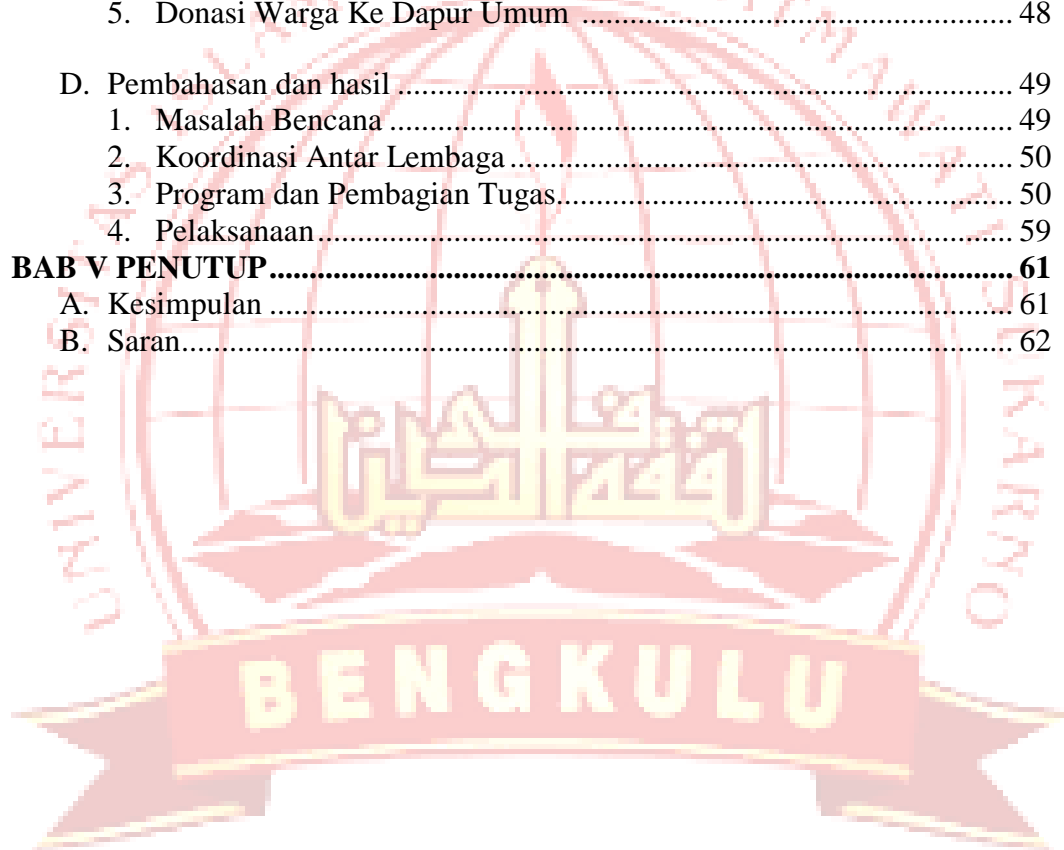 5. Donasi Warga Ke Dapur Umum ........................................................ 48
D. Pembahasan dan hasil ............................................................................... 49
1. Masalah Bencana ................................................................................ 49
2. Koordinasi Antar Lembaga ................................................................. 50
3. Program dan Pembagian Tugas........................................................... 50
4. Pelaksanaan ......................................................................................... 59
BAB V PENUTUP ............................................................................................. 61
A. Kesimpulan ............................................................................................... 61
B. Saran .......................................................................................................... 62
BENGKULU